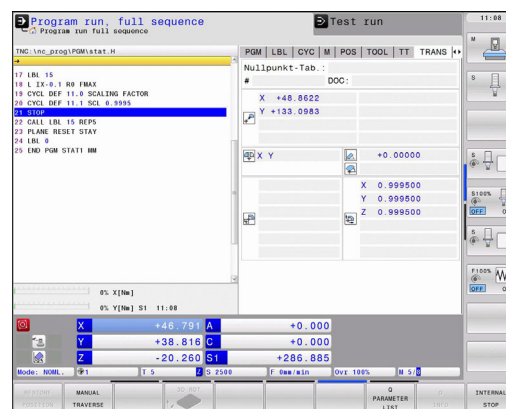 Program run, full sequence
Program run full sequence
Test run
11:08
TNC:\nc_prog\PGM\stat.H
17 LBL 15
18 L IX-0.1 R0 FMAX
19 CYCL DEF 11.0 SCALING FACTOR
20 CYCL DEF 11.1 SCL 0.9995
21 STOP
22 CALL LBL 15 REP5
23 PLANE RESET STAY
24 LBL 0
25 END PGM STAT1 MM
0% X[Nm]
0% Y[Nm] S1 11:08
PGM LBL CYC M POS TOOL TT TRANS
Nullpunkt-Tab.:
# DOC:
X +48.8622
Y +133.0983
X Y +0.00000
X 0.999500
Y 0.999500
Z 0.999500
X +46.791 A +0.000
Y +38.816 C +0.000
Z -20.260 S1 +286.885
Mode: NOML. 1 T 5 Z S 2500 F 0mm/min Ovr 100% M 5/8
M
S
S
S100%
OFF
S
F100%
OFF
RESTORE POSITION
MANUAL TRAVERSE
3D ROT
Q PARAMETER LIST
Q INFO
INTERNAL STOP